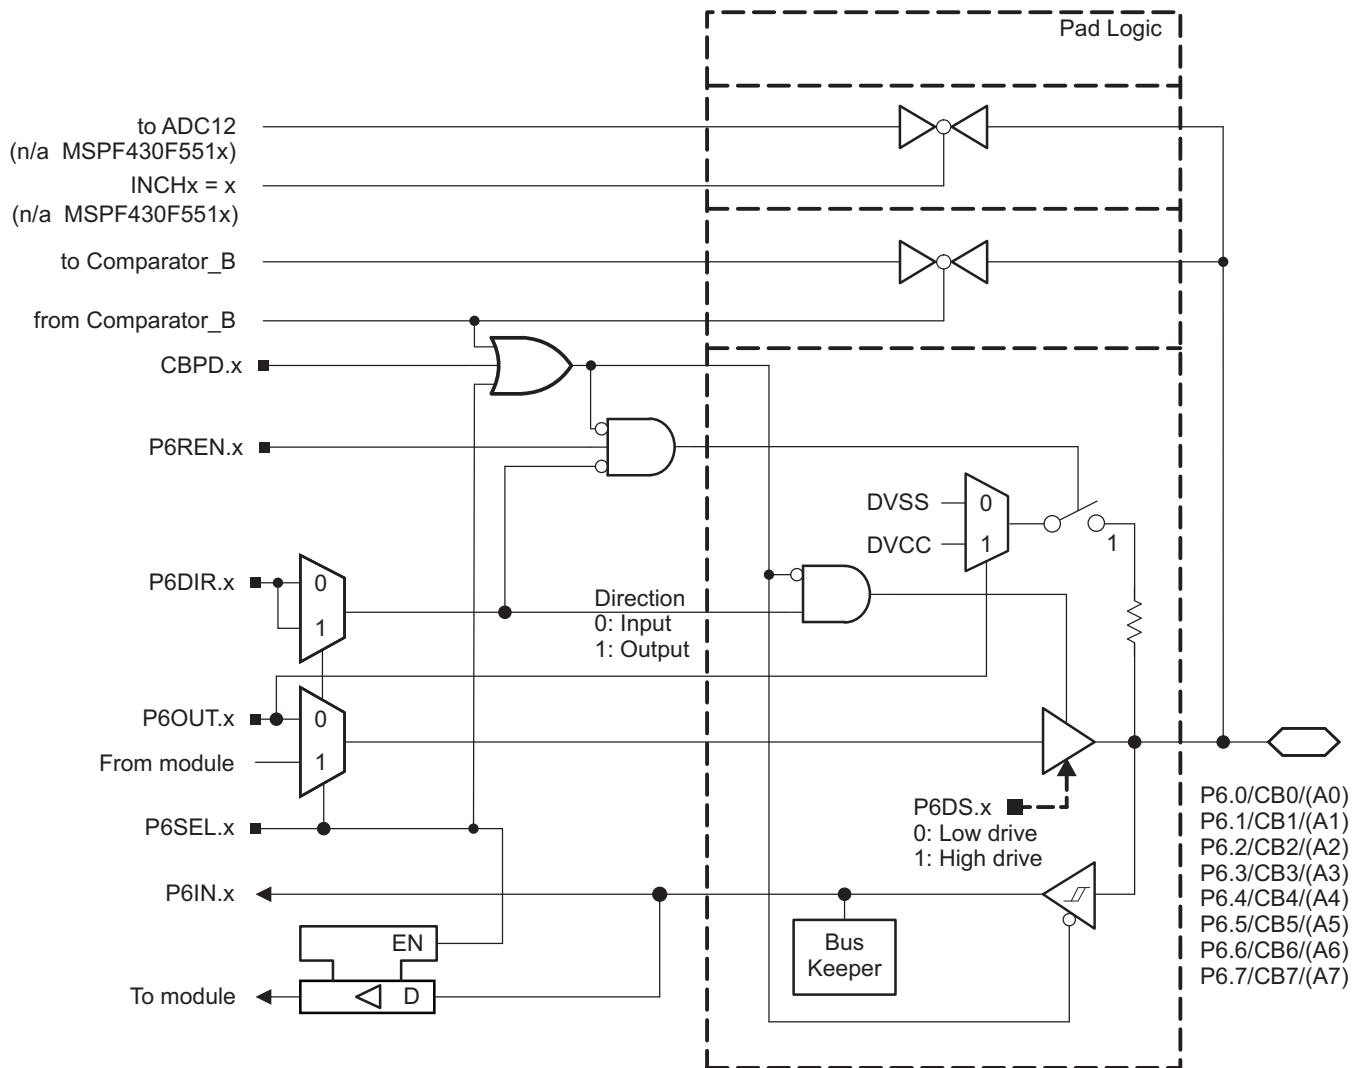 Pad Logic
to ADC12
(n/a MSPF430F551x)
INCHx = x
(n/a MSPF430F551x)
to Comparator_B
from Comparator_B
CBPD.x
P6REN.x
DVSS
0
DVCC
1
1
P6DIR.x
0
1
Direction
0: Input
1: Output
P6OUT.x
0
From module
1
P6SEL.x
P6DS.x
0: Low drive
1: High drive
P6.0/CB0/(A0)
P6.1/CB1/(A1)
P6.2/CB2/(A2)
P6.3/CB3/(A3)
P6.4/CB4/(A4)
P6.5/CB5/(A5)
P6.6/CB6/(A6)
P6.7/CB7/(A7)
P6IN.x
Bus
Keeper
EN
To module
D